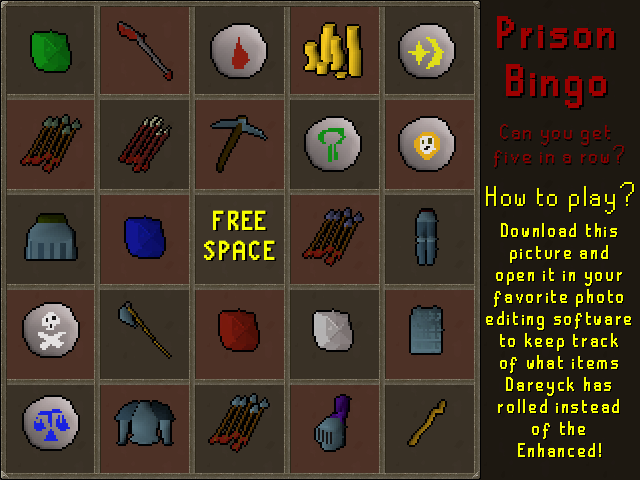 Prison
Bingo
Can you get
five in a row?
How to play?
Download this
picture and
open it in your
favorite photo
editing software
to keep track
of what items
Dareyck has
rolled instead
of the
Enhanced!
FREE
SPACE